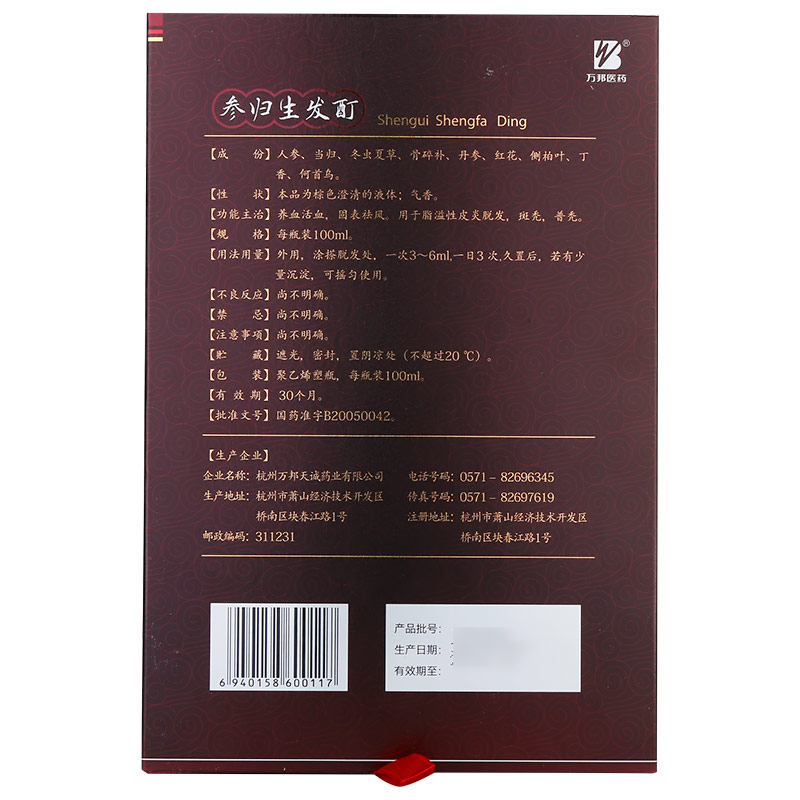 W®
万邦医药
参归生发酊 Shengui Shengfa Ding
【成 份】人参、当归、冬虫夏草、骨碎补、丹参、红花、侧柏叶、丁
香、何首乌。
【性 状】本品为棕色澄清的液体;气香。
【功能主治】养血活血,固表祛风。用于脂溢性皮炎脱发,斑秃,普秃。
【规 格】每瓶装100ml。
【用法用量】外用,涂搽脱发处,一次3~6ml,一日3次,久置后,若有少
量沉淀,可摇匀使用。
【不良反应】尚不明确。
【禁 忌】尚不明确。
【注意事项】尚不明确。
【贮 藏】遮光,密封,置阴凉处(不超过20℃)。
【包 装】聚乙烯塑瓶,每瓶装100ml。
【有 效 期】30个月。
【批准文号】国药准字B20050042。
【生产企业】
企业名称:杭州万邦天诚药业有限公司 电话号码:0571-82696345
生产地址:杭州市萧山经济技术开发区 传真号码:0571-82697619
桥南区块春江路1号 注册地址:杭州市萧山经济技术开发区
邮政编码:311231 桥南区块春江路1号
产品批号:
生产日期:
有效期至:
6 940158 600117